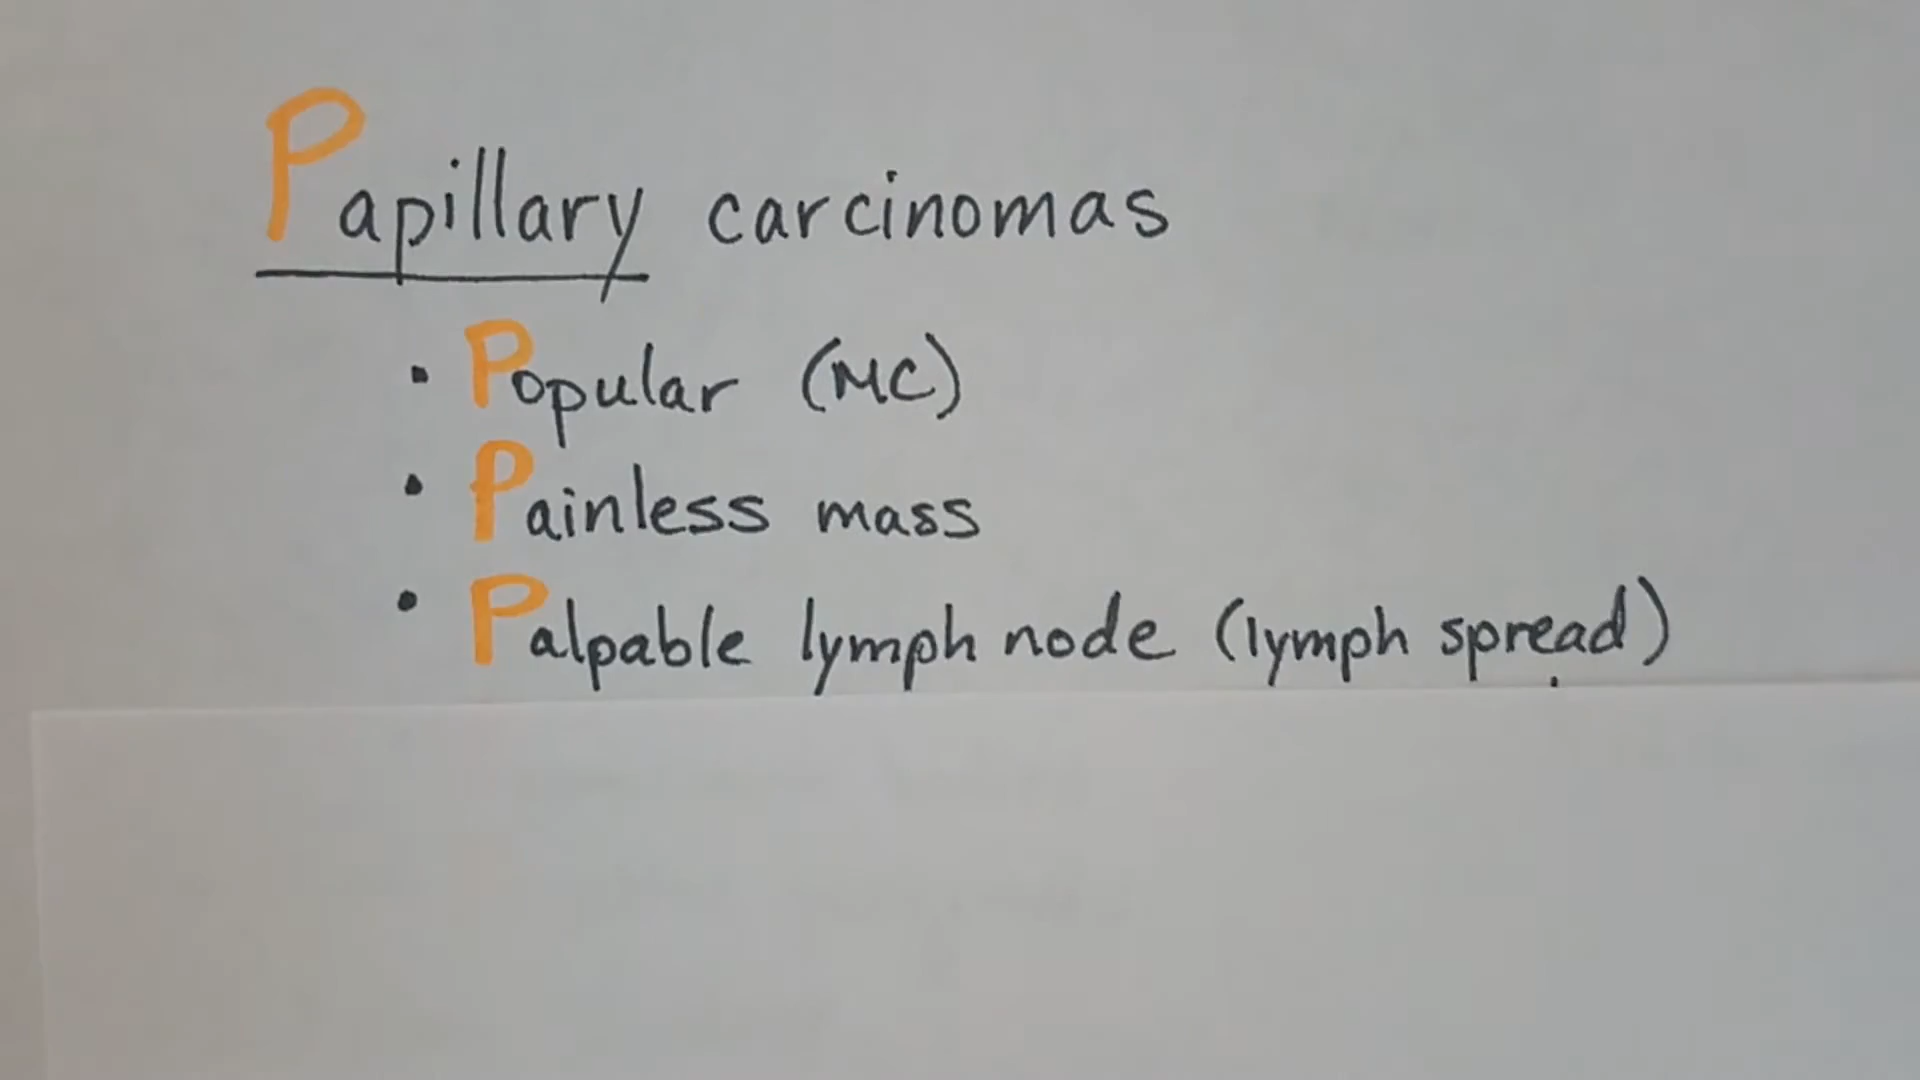 Papillary carcinomas
• Popular (MC)
• Painless mass
• Palpable lymph node (lymph spread)